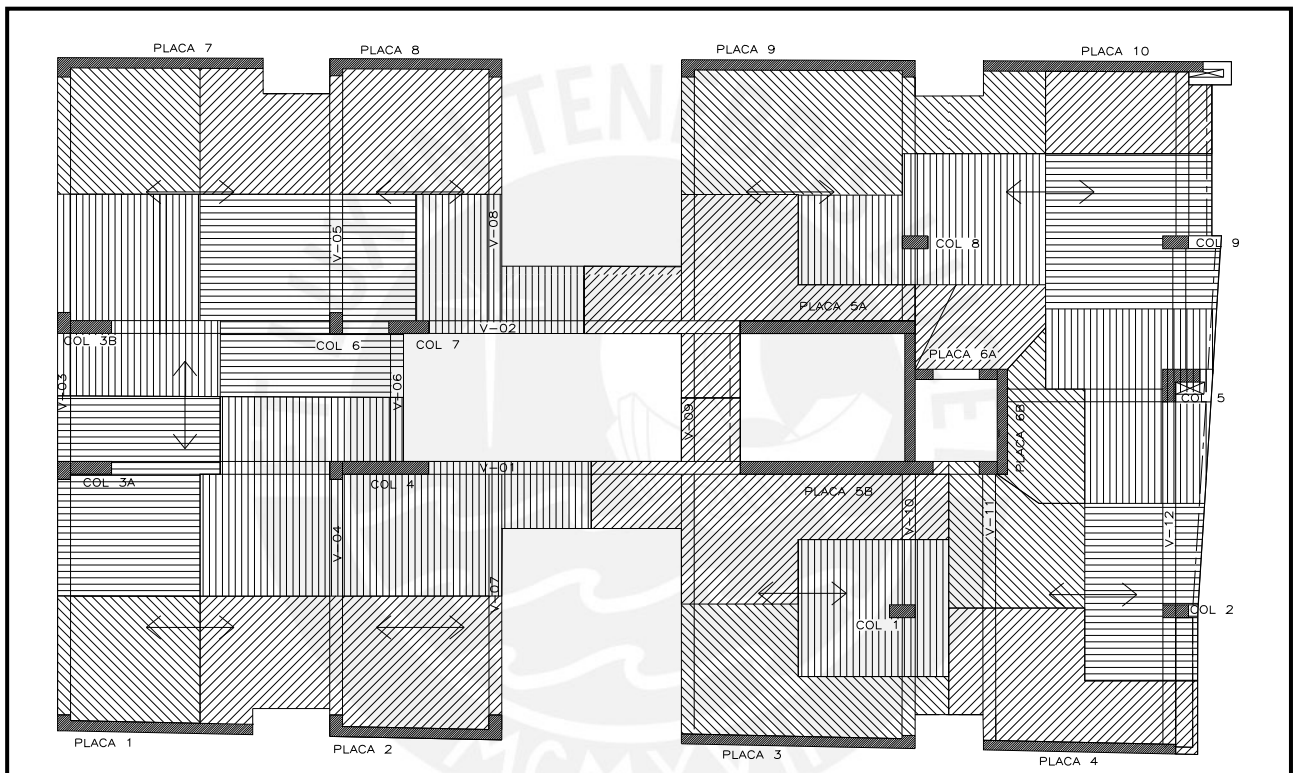 PLACA 7
PLACA 8
PLACA 9
PLACA 10
V-05
V-08
COL 8
COL 9
PLACA 5A
V-02
COL 3B
COL 6
COL 7
PLACA 6A
V-03
V-06
V-09
COL 5
PLACA 6B
V-01
COL 3A
COL 4
PLACA 5B
V-10
V-11
V-12
V-04
V-07
COL 1
COL 2
PLACA 1
PLACA 2
PLACA 3
PLACA 4